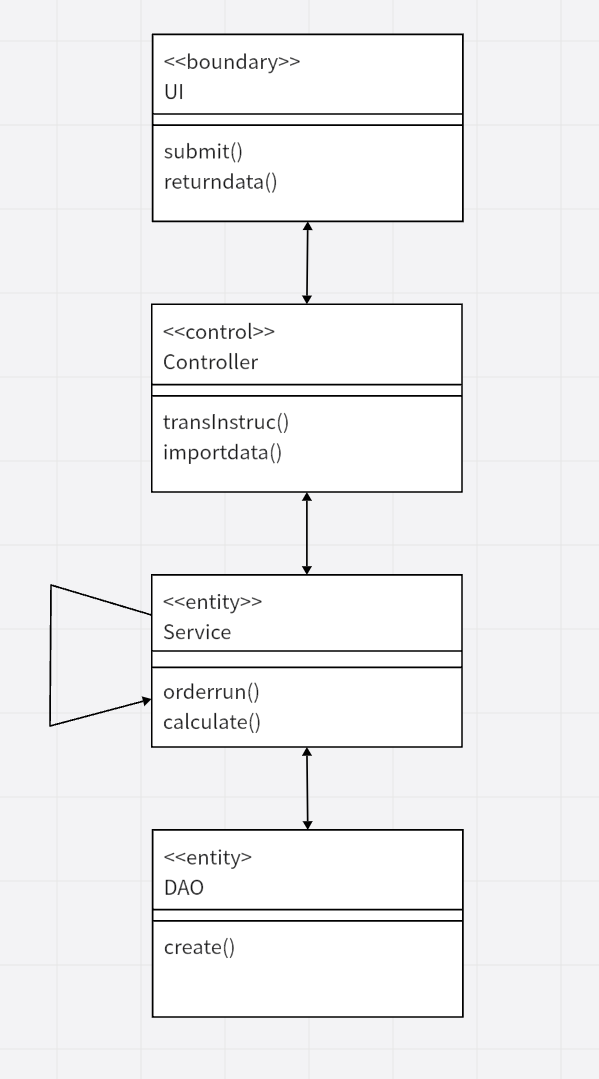 <<boundary>>
UI
submit()
returndata()
<<control>>
Controller
transInstruc()
importdata()
<<entity>>
Service
orderrun()
calculate()
<<entity>
DAO
create()